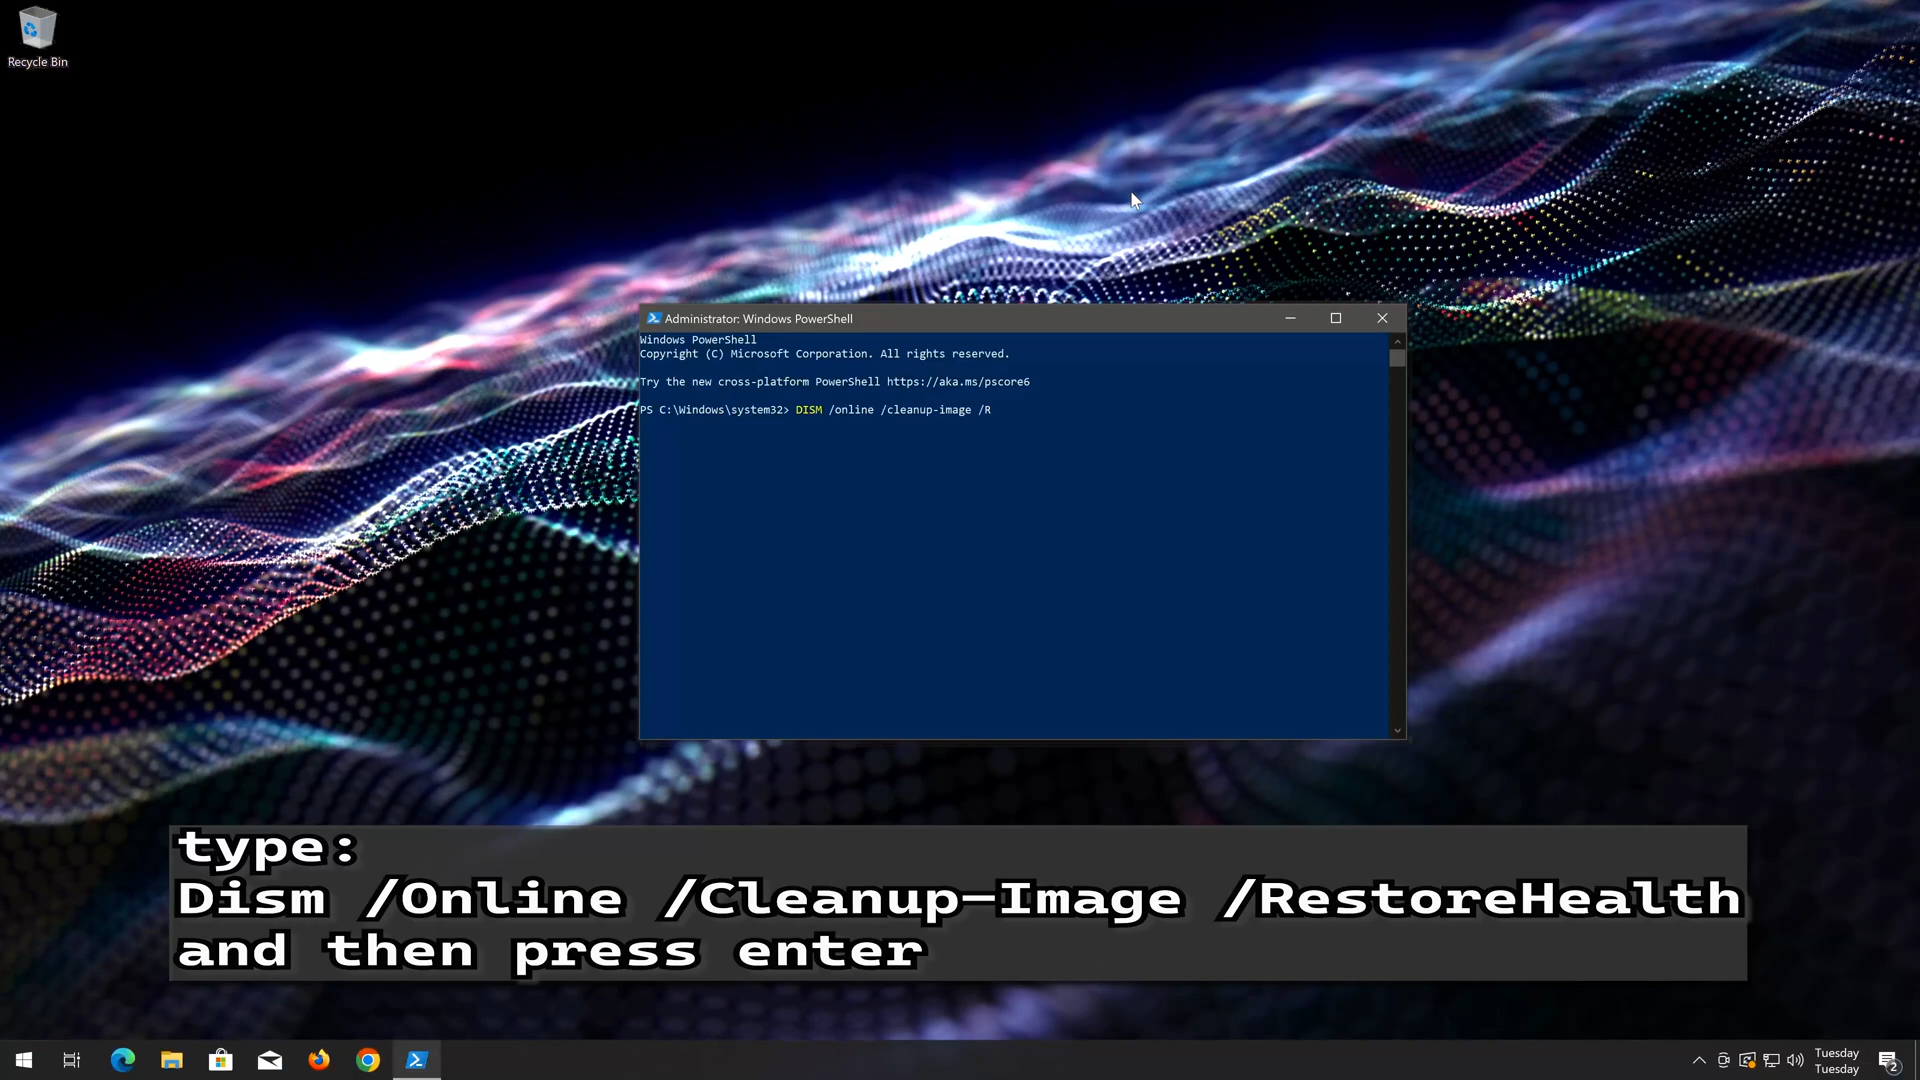 Recycle Bin
Administrator: Windows PowerShell
Windows PowerShell
Copyright (C) Microsoft Corporation. All rights reserved.
Try the new cross-platform PowerShell https://aka.ms/pscore6
PS C:\Windows\system32> DISM /online /cleanup-image /R
type:
Dism /Online /Cleanup-Image /RestoreHealth
and then press enter
Tuesday
Tuesday
2